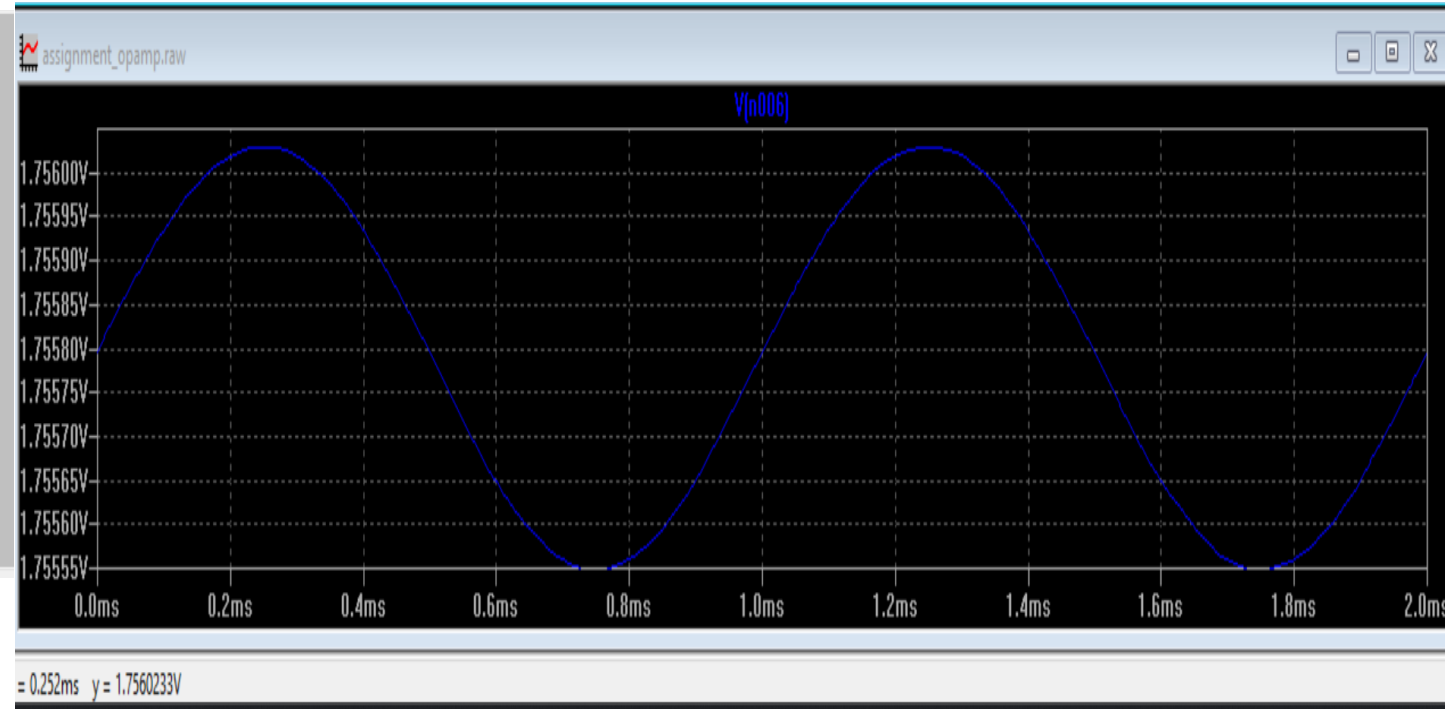 assignment_opamp.raw
V(n006)
1.75600V
1.75595V
1.75590V
1.75585V
1.75580V
1.75575V
1.75570V
1.75565V
1.75560V
1.75555V
0.0ms 0.2ms 0.4ms 0.6ms 0.8ms 1.0ms 1.2ms 1.4ms 1.6ms 1.8ms 2.0ms
= 0.252ms y = 1.7560233V